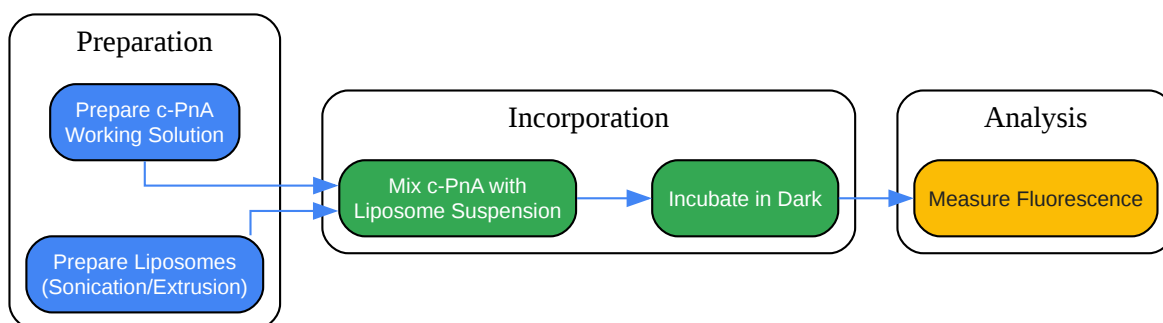 Preparation
Prepare c-PnA
Working Solution
Prepare Liposomes
(Sonication/Extrusion)
Incorporation
Mix c-PnA with
Liposome Suspension
Incubate in Dark
Analysis
Measure Fluorescence